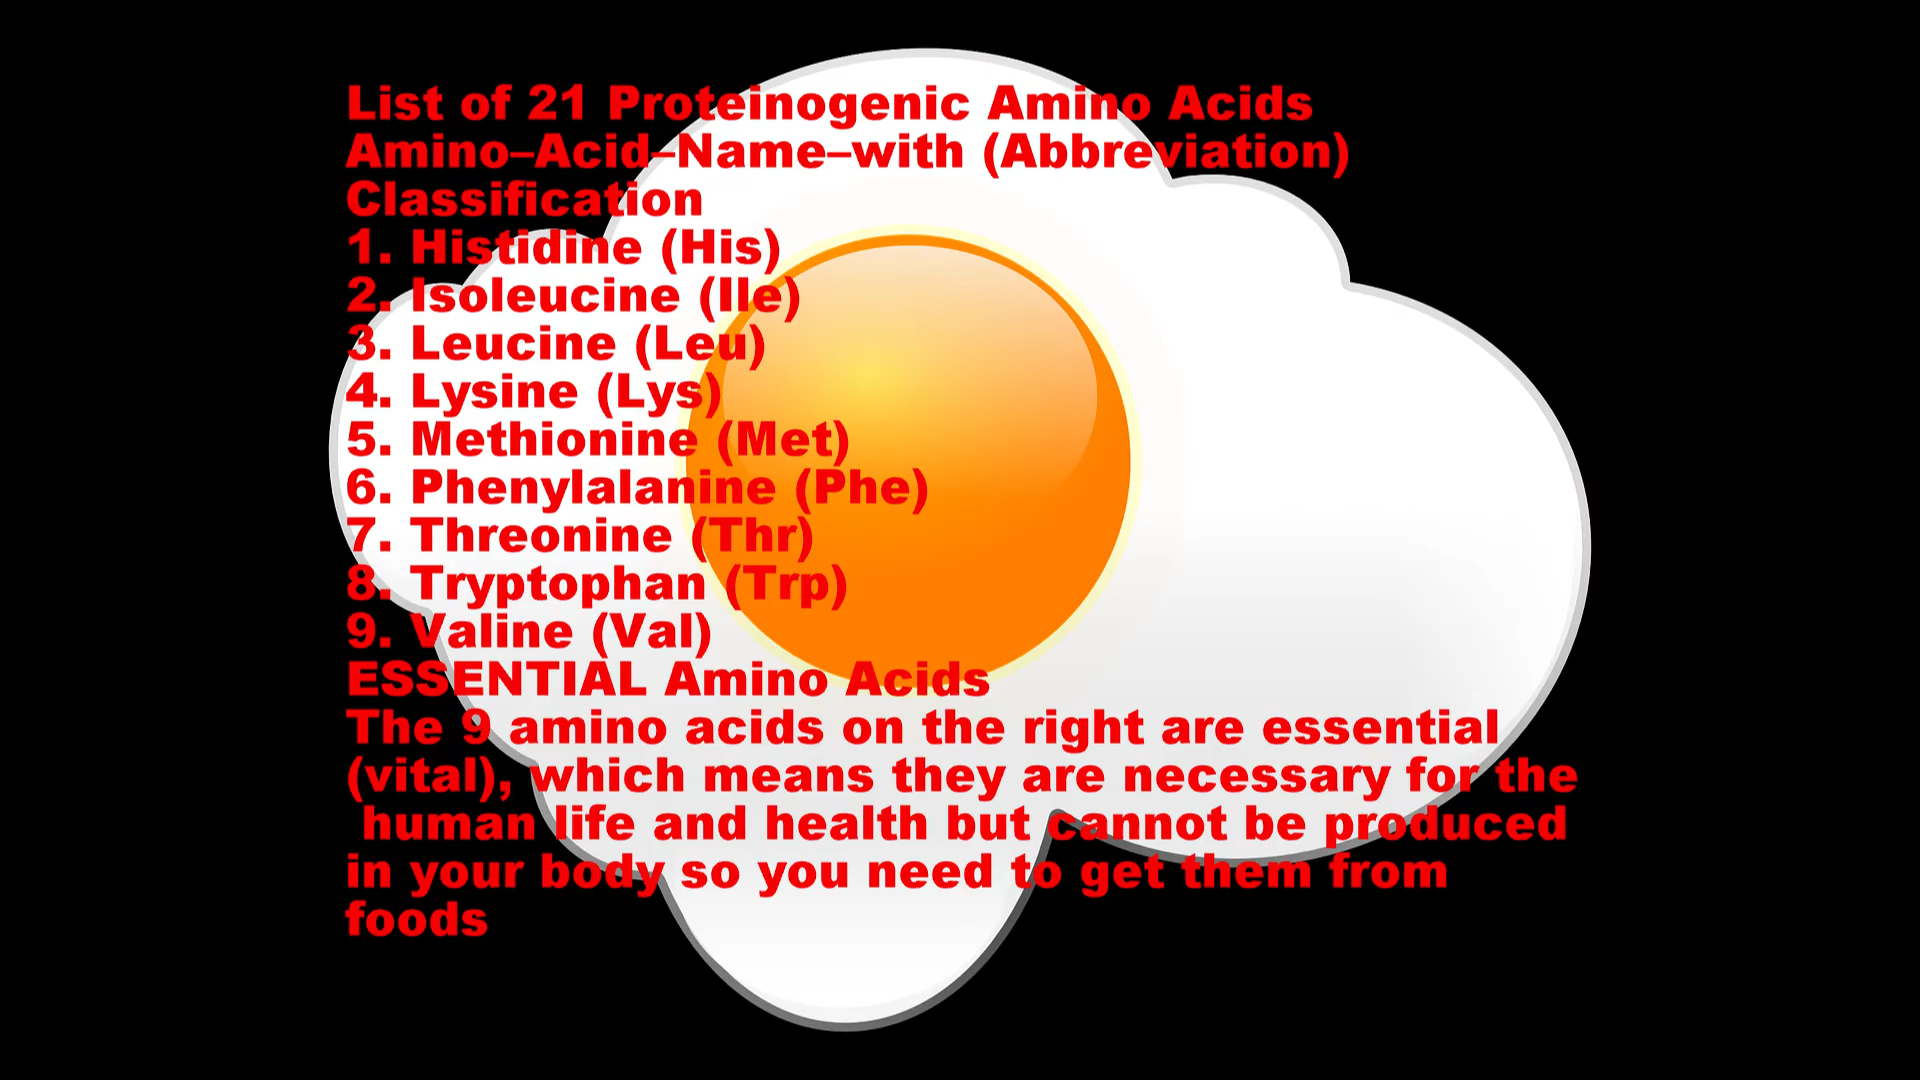 List of 21 Proteinogenic Amino Acids
Amino–Acid–Name–with (Abbreviation)
Classification
1. Histidine (His)
2. Isoleucine (Ile)
3. Leucine (Leu)
4. Lysine (Lys)
5. Methionine (Met)
6. Phenylalanine (Phe)
7. Threonine (Thr)
8. Tryptophan (Trp)
9. Valine (Val)
ESSENTIAL Amino Acids
The 9 amino acids on the right are essential
(vital), which means they are necessary for the
human life and health but cannot be produced
in your body so you need to get them from
foods